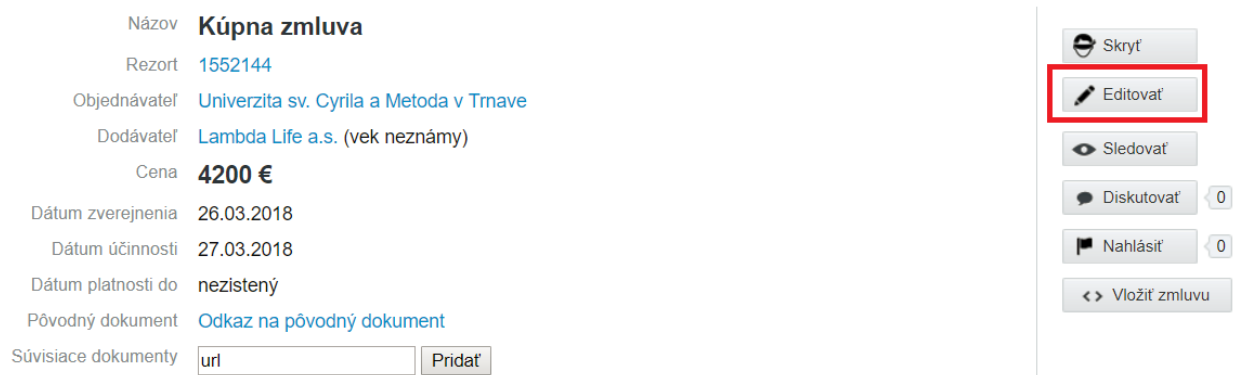 Názov Kúpna zmluva
Rezort 1552144
Objednávateľ Univerzita sv. Cyrila a Metoda v Trnave
Dodávateľ Lambda Life a.s. (vek neznámy)
Cena 4200 €
Dátum zverejnenia 26.03.2018
Dátum účinnosti 27.03.2018
Dátum platnosti do nezistený
Pôvodný dokument Odkaz na pôvodný dokument
Súvisiace dokumenty url Pridať
Skryť
Editovať
Sledovať
Diskutovať 0
Nahlásiť 0
Vložiť zmluvu